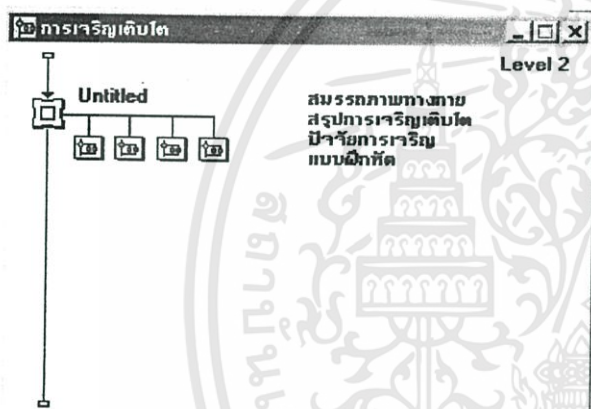 การเจริญเติบโต
Level 2
Untitled
สมรรถภาพทางกาย
สรุปการเจริญเติบโต
ปัจจัยการเจริญ
แบบฝึกหัด